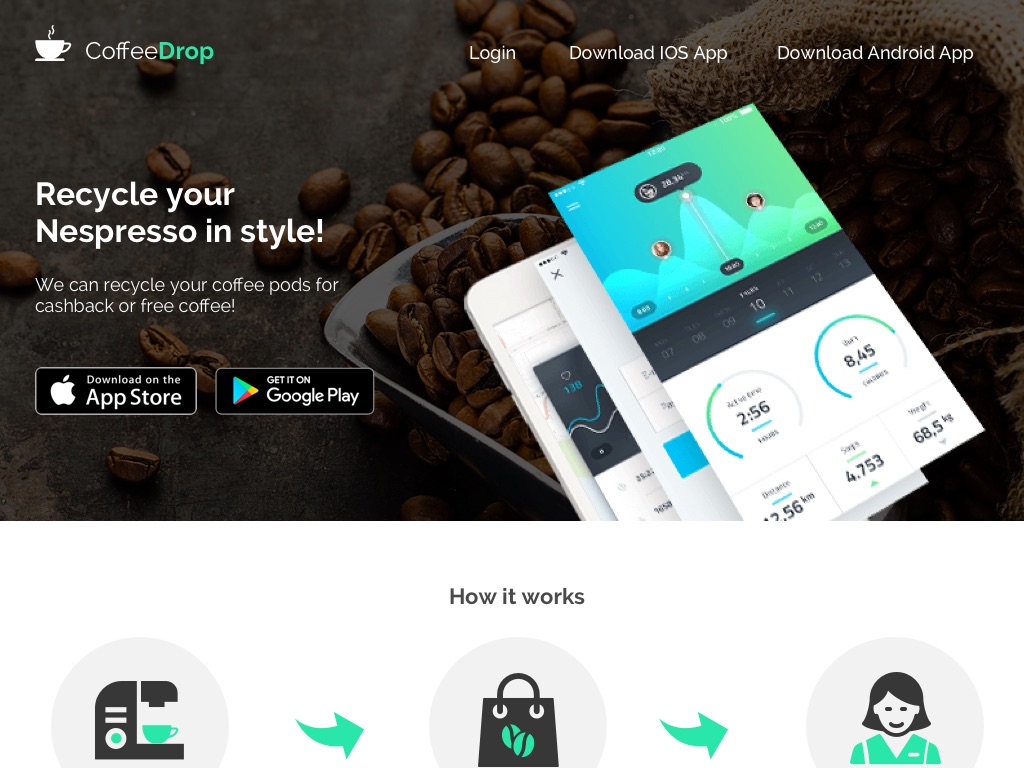 CoffeeDrop
Login
Download IOS App
Download Android App
Recycle your
Nespresso in style!
We can recycle your coffee pods for
cashback or free coffee!
Download on the
App Store
GET IT ON
Google Play
100%
138
07
08
09
10
11
12
13
Active time
2:56
Hours
8,45
Distance
12,56 km
Steps
4.753
Weight
68,5 kg
How it works